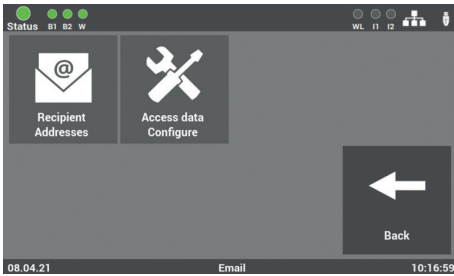 Status B1 B2 W WL I1 I2
@
Recipient
Addresses
Access data
Configure
Back
08.04.21 Email 10:16:59